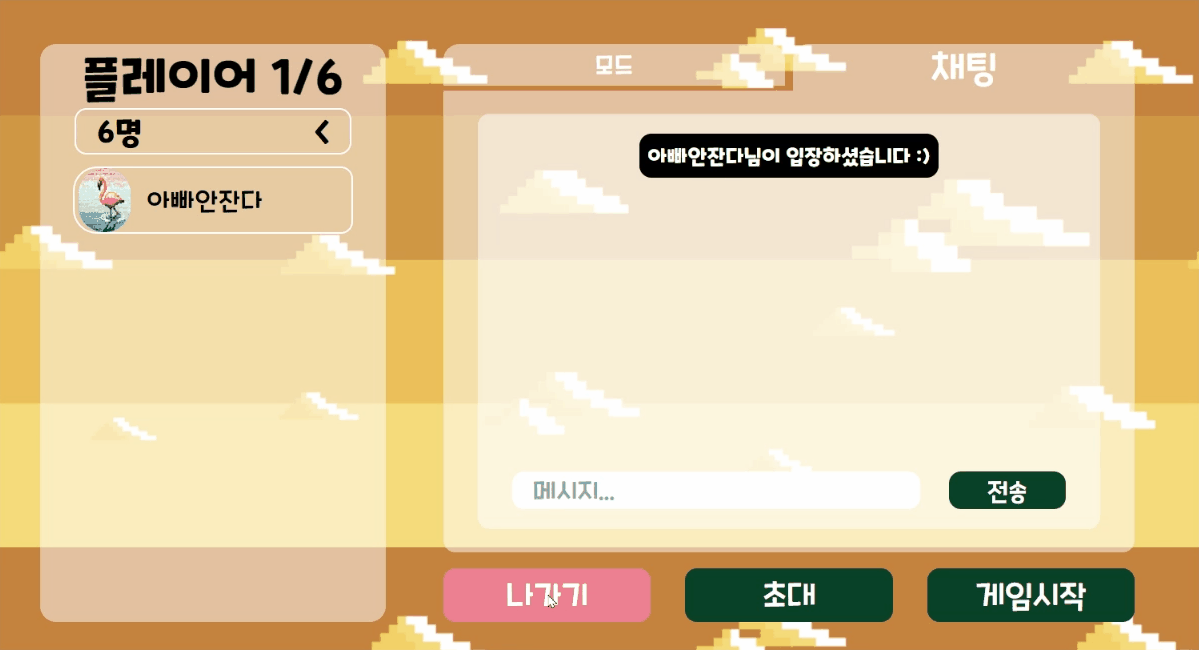 플레이어 1/6
6명
아빠안잔다
모드
채팅
아빠안잔다님이 입장하셨습니다 :)
메시지...
전송
나가기
초대
게임시작